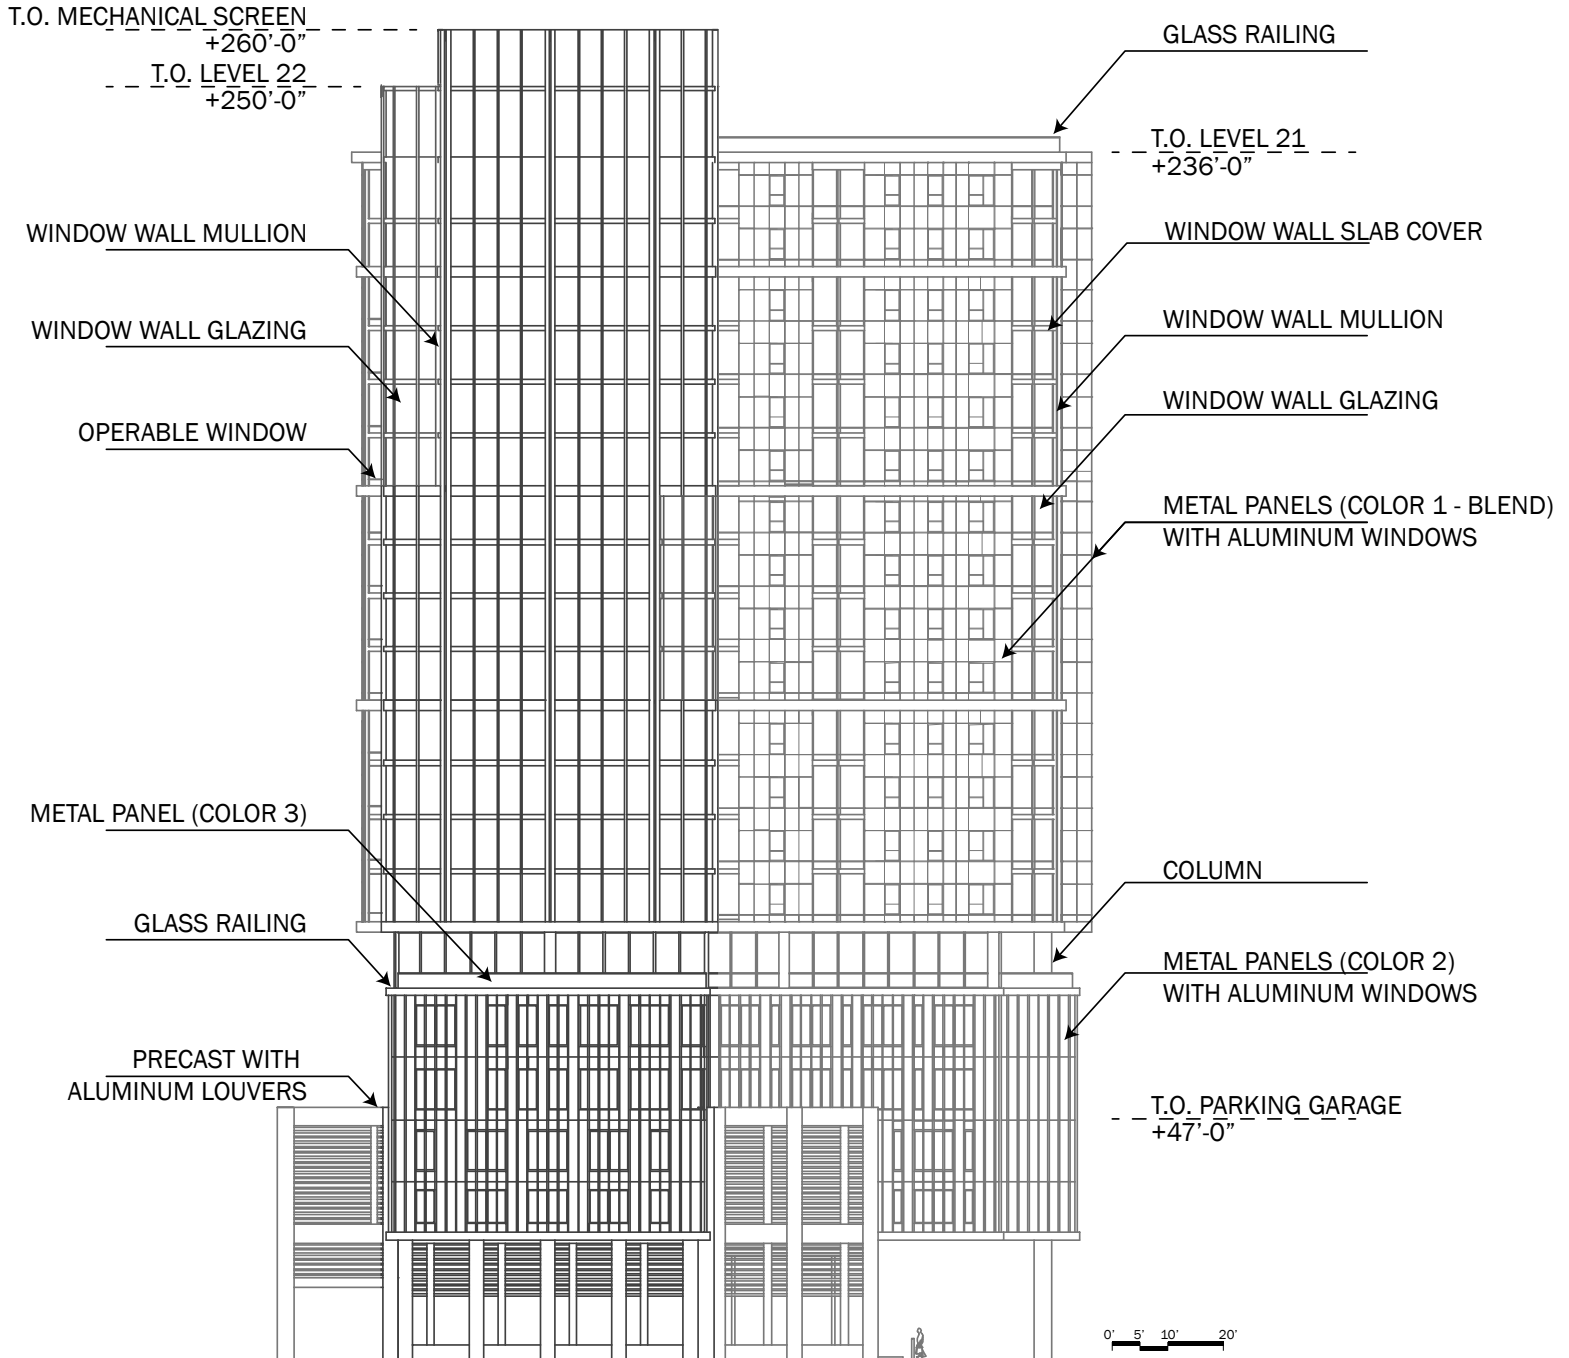 T.O. MECHANICAL SCREEN
+260'-0”
T.O. LEVEL 22
+250'-0”
WINDOW WALL MULLION
WINDOW WALL GLAZING
OPERABLE WINDOW
METAL PANEL (COLOR 3)
GLASS RAILING
PRECAST WITH
ALUMINUM LOUVERS
GLASS RAILING
T.O. LEVEL 21
+236'-0”
WINDOW WALL SLAB COVER
WINDOW WALL MULLION
WINDOW WALL GLAZING
METAL PANELS (COLOR 1 - BLEND)
WITH ALUMINUM WINDOWS
COLUMN
METAL PANELS (COLOR 2)
WITH ALUMINUM WINDOWS
T.O. PARKING GARAGE
+47'-0”
0' 5' 10' 20'